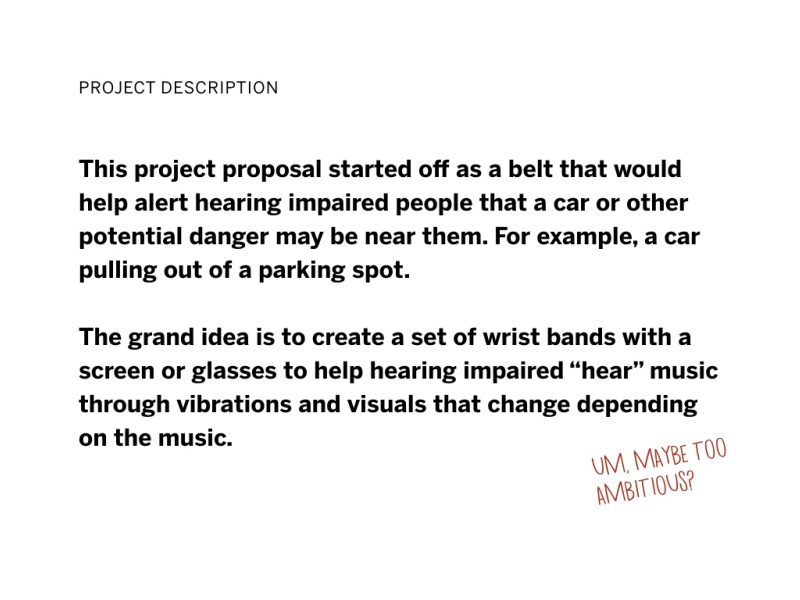 PROJECT DESCRIPTION
This project proposal started off as a belt that would
help alert hearing impaired people that a car or other
potential danger may be near them. For example, a car
pulling out of a parking spot.
The grand idea is to create a set of wrist bands with a
screen or glasses to help hearing impaired “hear” music
through vibrations and visuals that change depending
on the music.
UM, MAYBE TOO
AMBITIOUS?